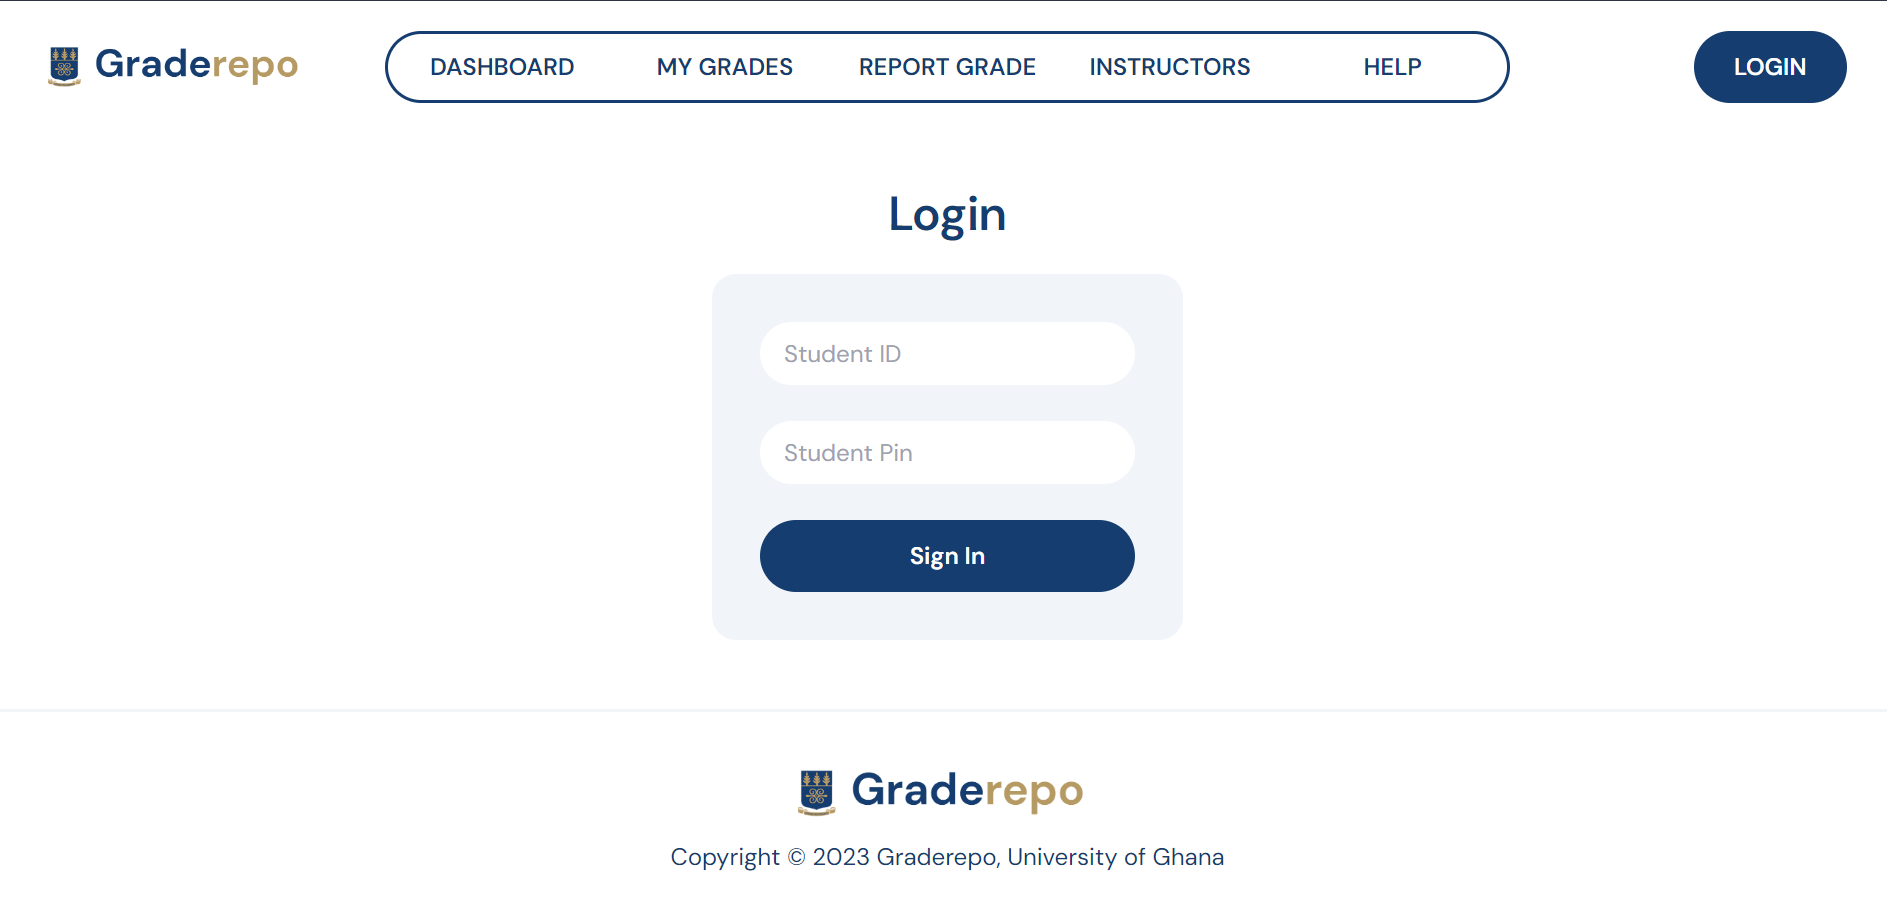 Graderepo
DASHBOARD MY GRADES REPORT GRADE INSTRUCTORS HELP
LOGIN
Login
Student ID
Student Pin
Sign In
Graderepo
Copyright © 2023 Graderepo, University of Ghana